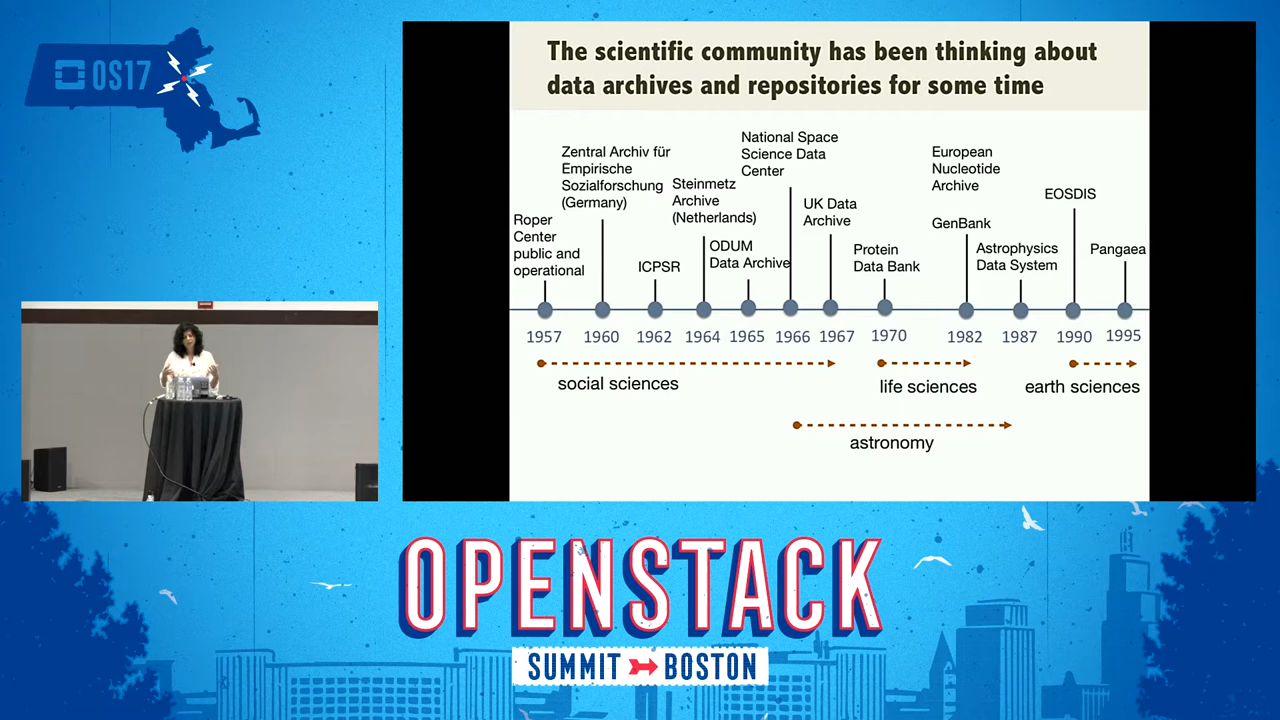 OS17
The scientific community has been thinking about
data archives and repositories for some time
Roper
Center
public and
operational
Zentral Archiv für
Empirische
Sozialforschung
(Germany)
ICPSR
Steinmetz
Archive
(Netherlands)
ODUM
Data Archive
National Space
Science Data
Center
UK Data
Archive
Protein
Data Bank
European
Nucleotide
Archive
GenBank
Astrophysics
Data System
EOSDIS
Pangaea
1957 1960 1962 1964 1965 1966 1967 1970 1982 1987 1990 1995
social sciences
life sciences
earth sciences
astronomy
OPENSTACK
SUMMIT BOSTON